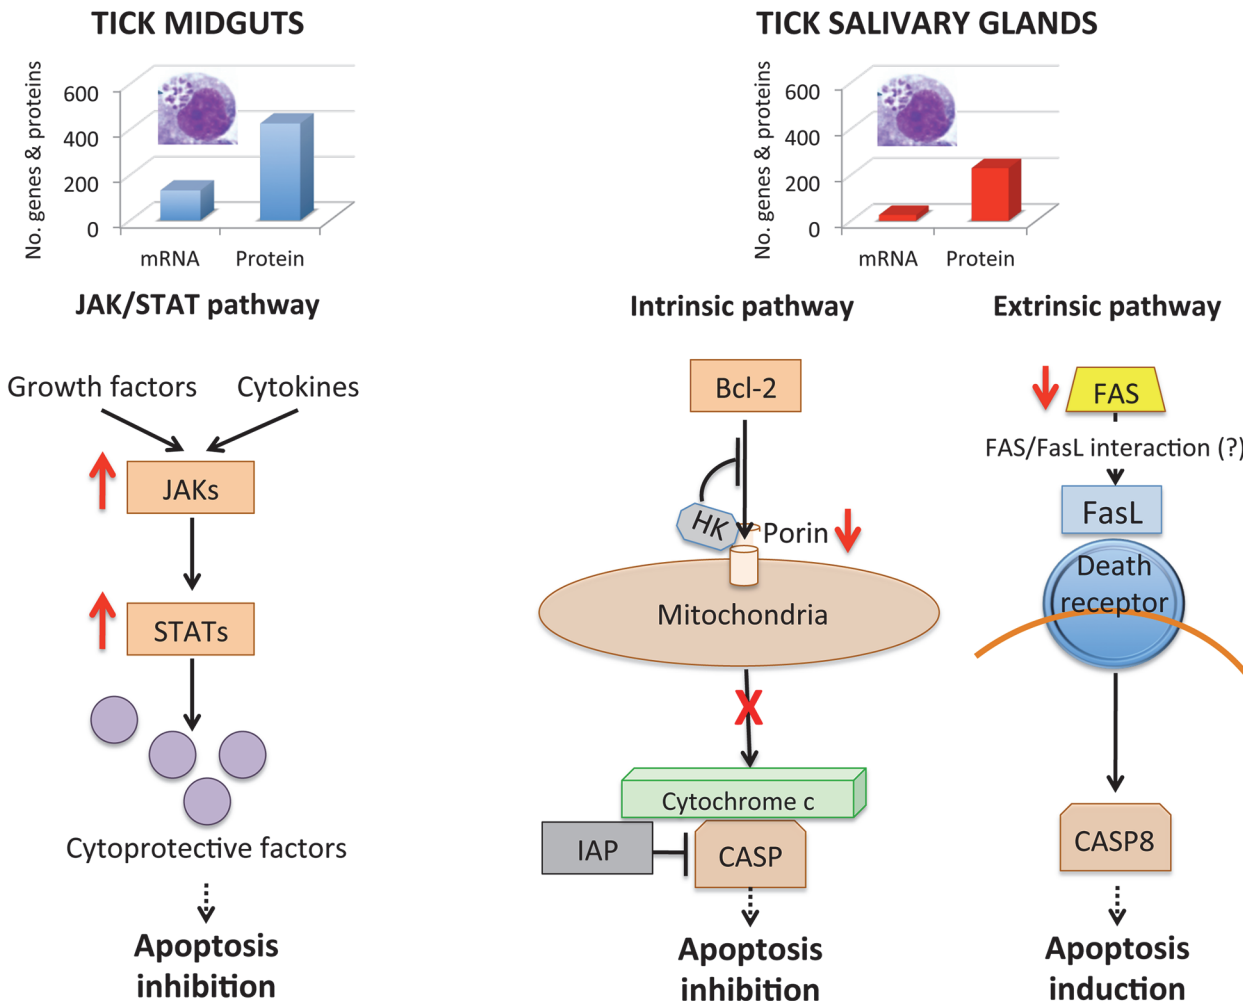 TICK MIDGUTS
No. genes & proteins
600
400
200
0
mRNA
Protein
JAK/STAT pathway
Growth factors
Cytokines
JAKs
STATs
Cytoprotective factors
Apoptosis
inhibition
TICK SALIVARY GLANDS
No. genes & proteins
600
400
200
0
mRNA
Protein
Intrinsic pathway
Bcl-2
HK
Porin
Mitochondria
X
Cytochrome c
IAP
CASP
Apoptosis
inhibition
Extrinsic pathway
FAS
FAS/FasL interaction (?)
FasL
Death
receptor
CASP8
Apoptosis
induction